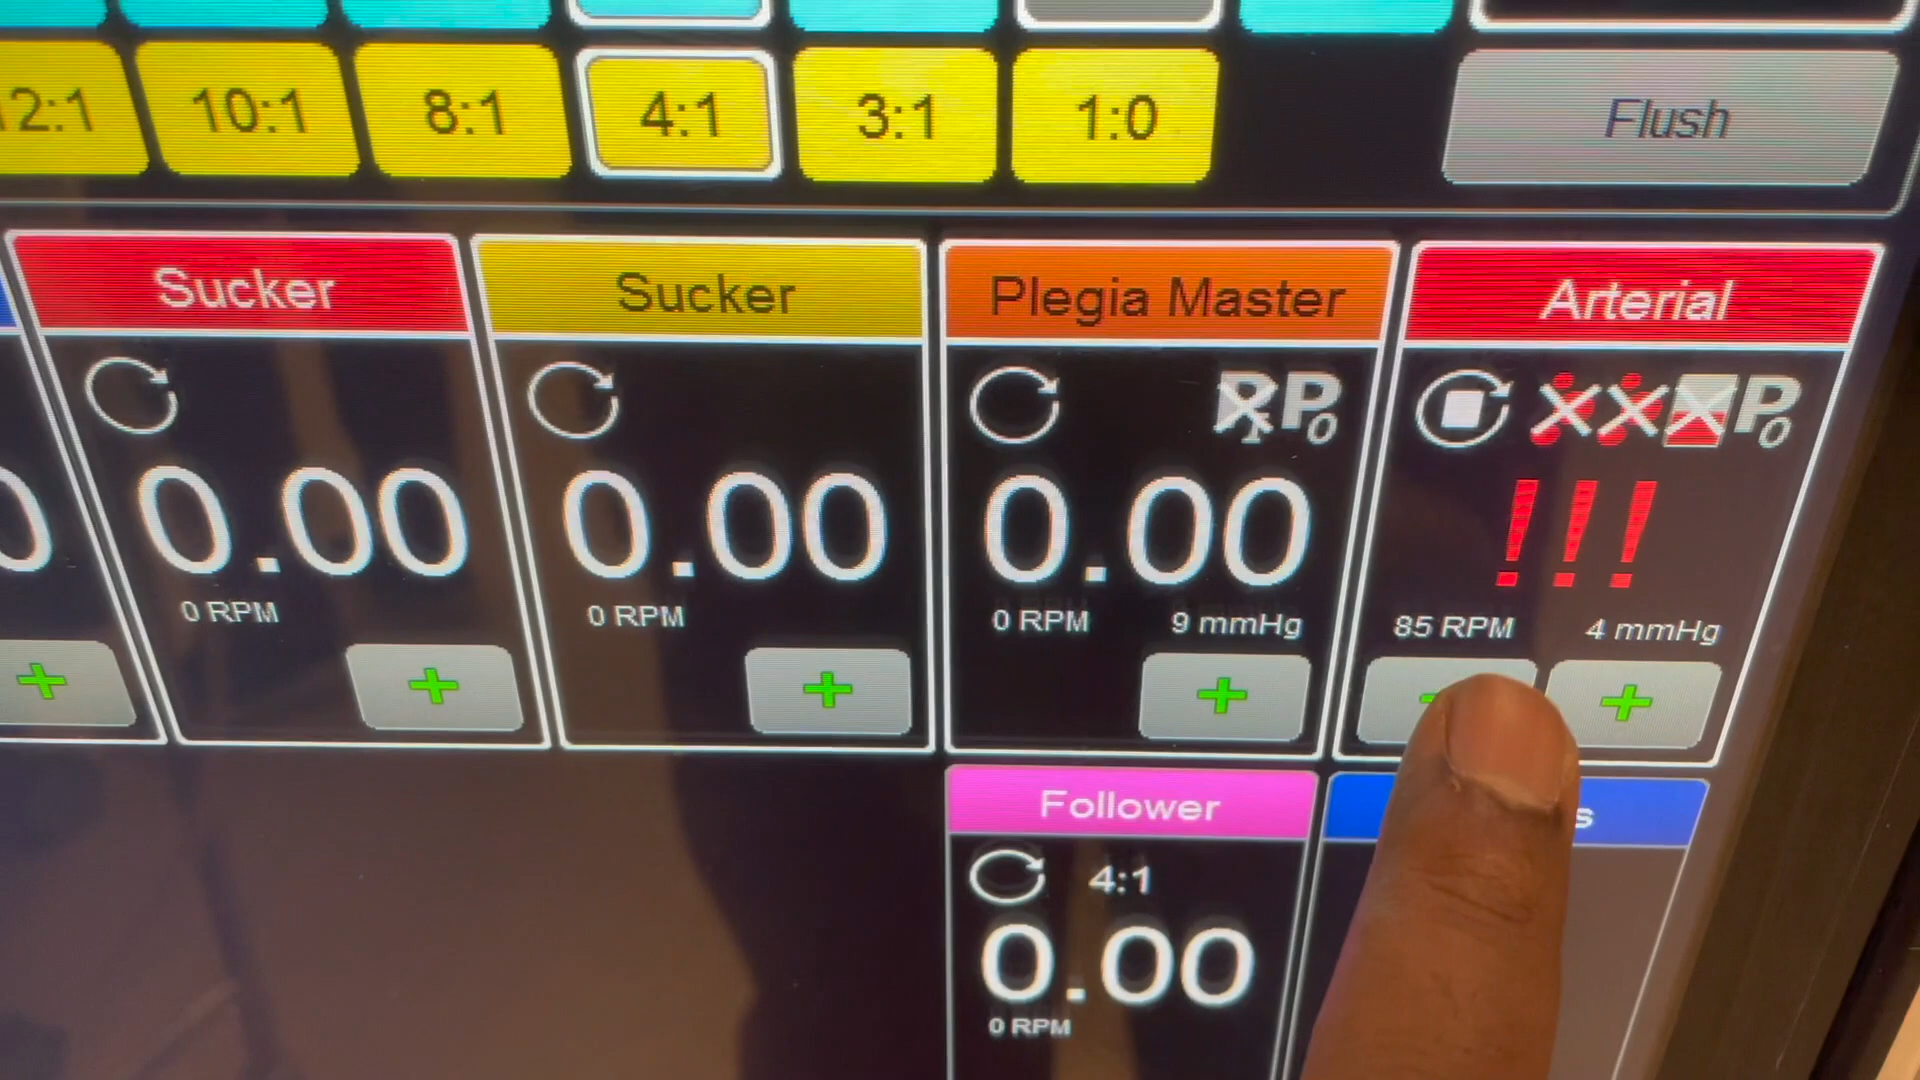 10:1 8:1 4:1 3:1 1:0 Flush
Sucker Sucker Plegia Master Arterial
P P0
0.00 0.00 0.00 !!!
0 RPM 0 RPM 0 RPM 9 mmHg 85 RPM 4 mmHg
+ + + + +
Follower
4:1
0.00
0 RPM